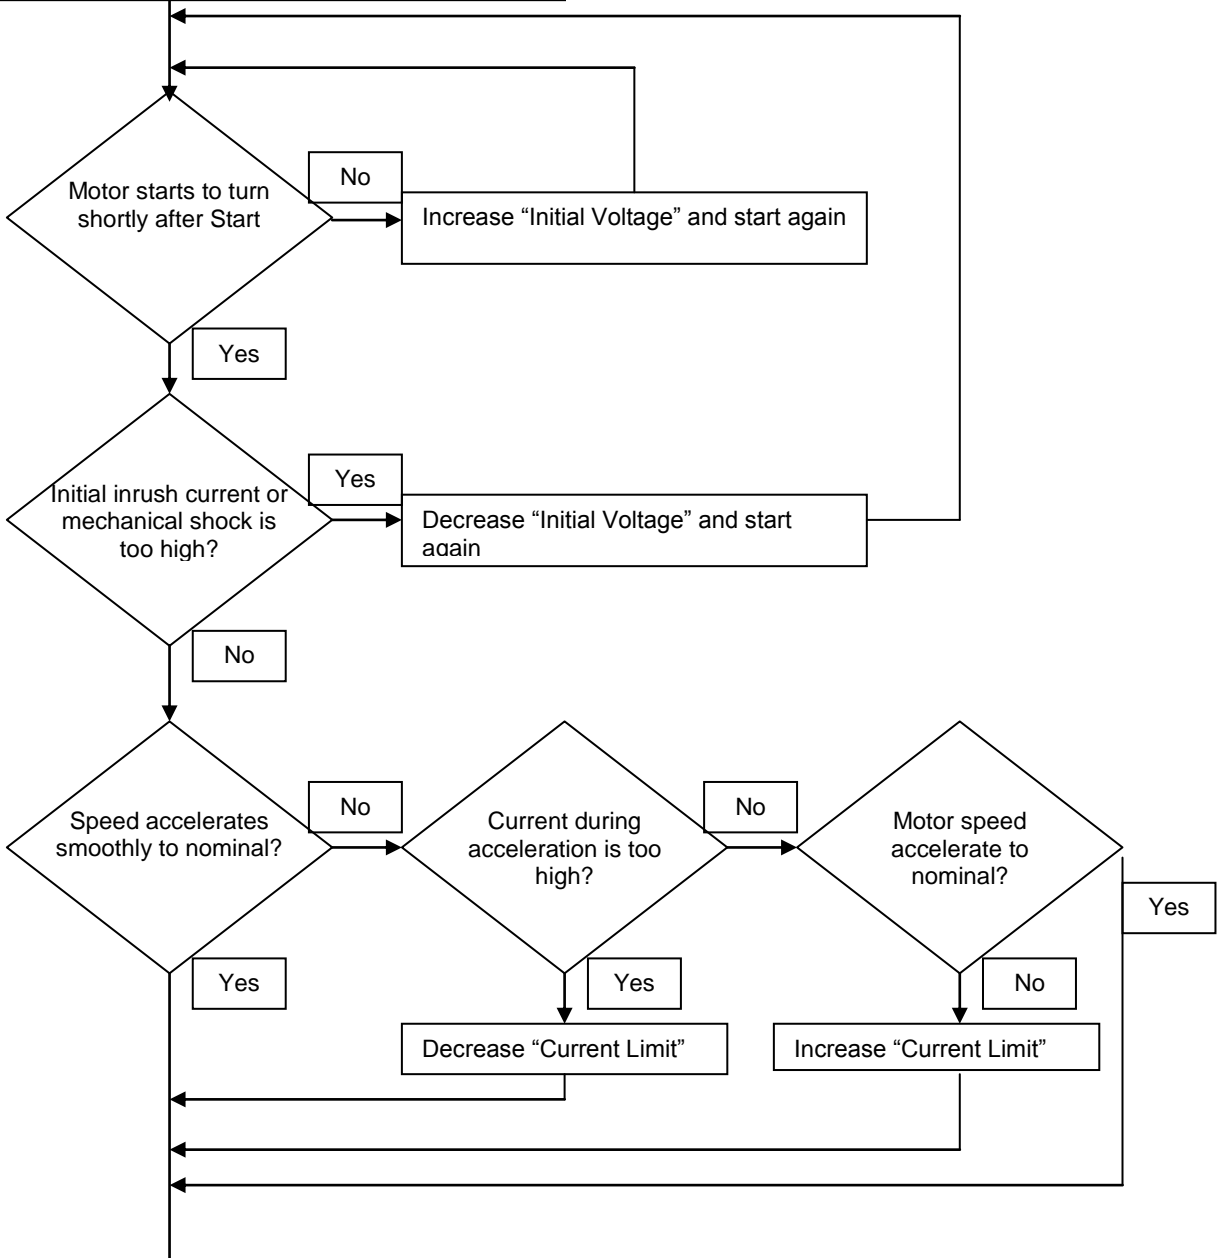 No
Motor starts to turn
shortly after Start
Increase “Initial Voltage” and start again
Yes
Yes
Initial inrush current or
mechanical shock is
too high?
Decrease “Initial Voltage” and start
again
No
No
No
Speed accelerates
smoothly to nominal?
Current during
acceleration is too
high?
Motor speed
accelerate to
nominal?
Yes
Yes
Yes
No
Decrease “Current Limit”
Increase “Current Limit”